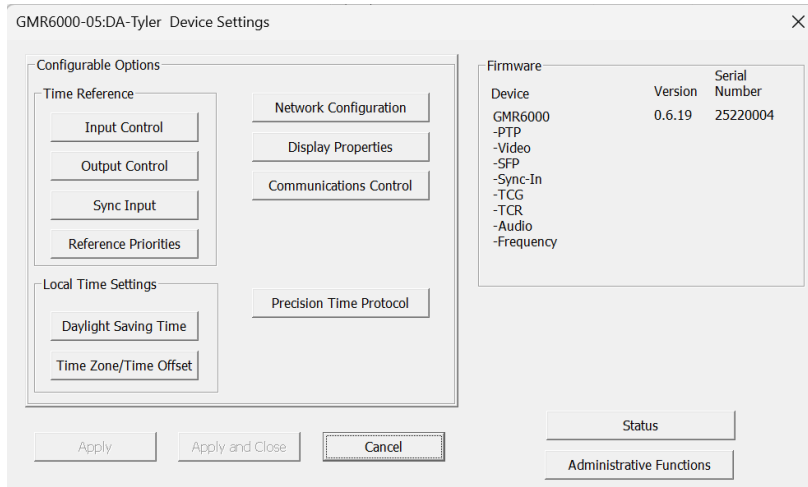 GMR6000-05:DA-Tyler  Device Settings
Configurable Options
Time Reference
Input Control
Output Control
Sync Input
Reference Priorities
Network Configuration
Display Properties
Communications Control
Precision Time Protocol
Local Time Settings
Daylight Saving Time
Time Zone/Time Offset
Apply
Apply and Close
Cancel
Firmware
Device Version Serial Number
GMR6000 0.6.19 25220004
-PTP
-Video
-SFP
-Sync-In
-TCG
-TCR
-Audio
-Frequency
Status
Administrative Functions